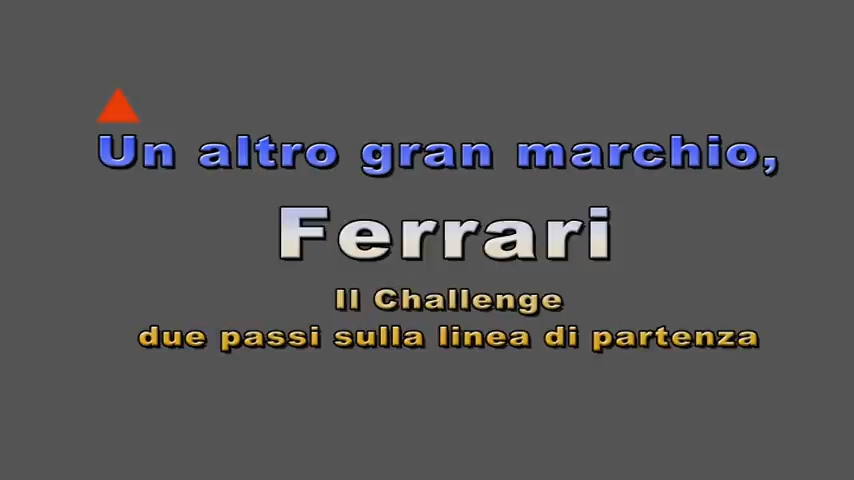 Un altro gran marchio,
Ferrari
Il Challenge
due passi sulla linea di partenza